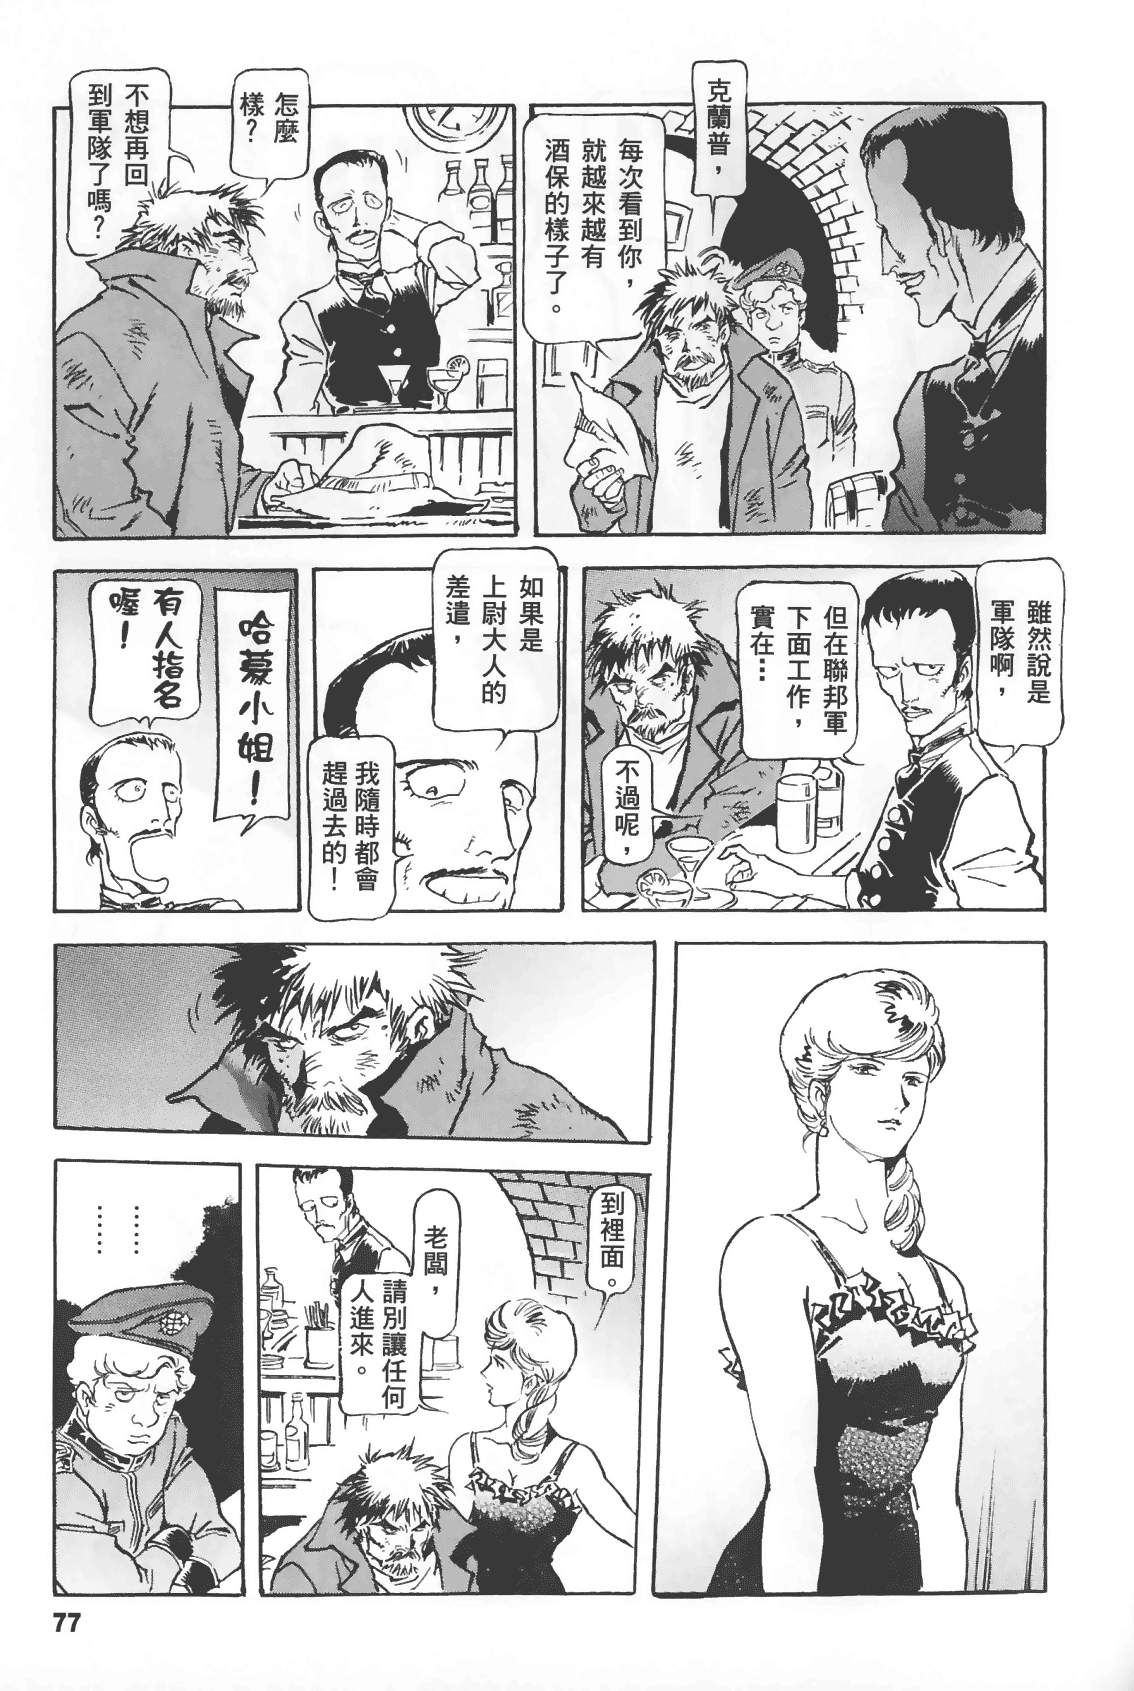 克蘭普，
每次看到你，
就越來越有
酒保的樣子了。
怎麼
樣？
不想再回
到軍隊了嗎？
雖然說是
軍隊啊，
但在聯邦軍
下面工作，
實在…
不過呢，
如果是
上尉大人的
差遣，
我隨時都會
趕過去的！
哈蒙小姐！
有人指名
喔！
到裡面。
老闆，
請別讓任何
人進來。
……
……
77